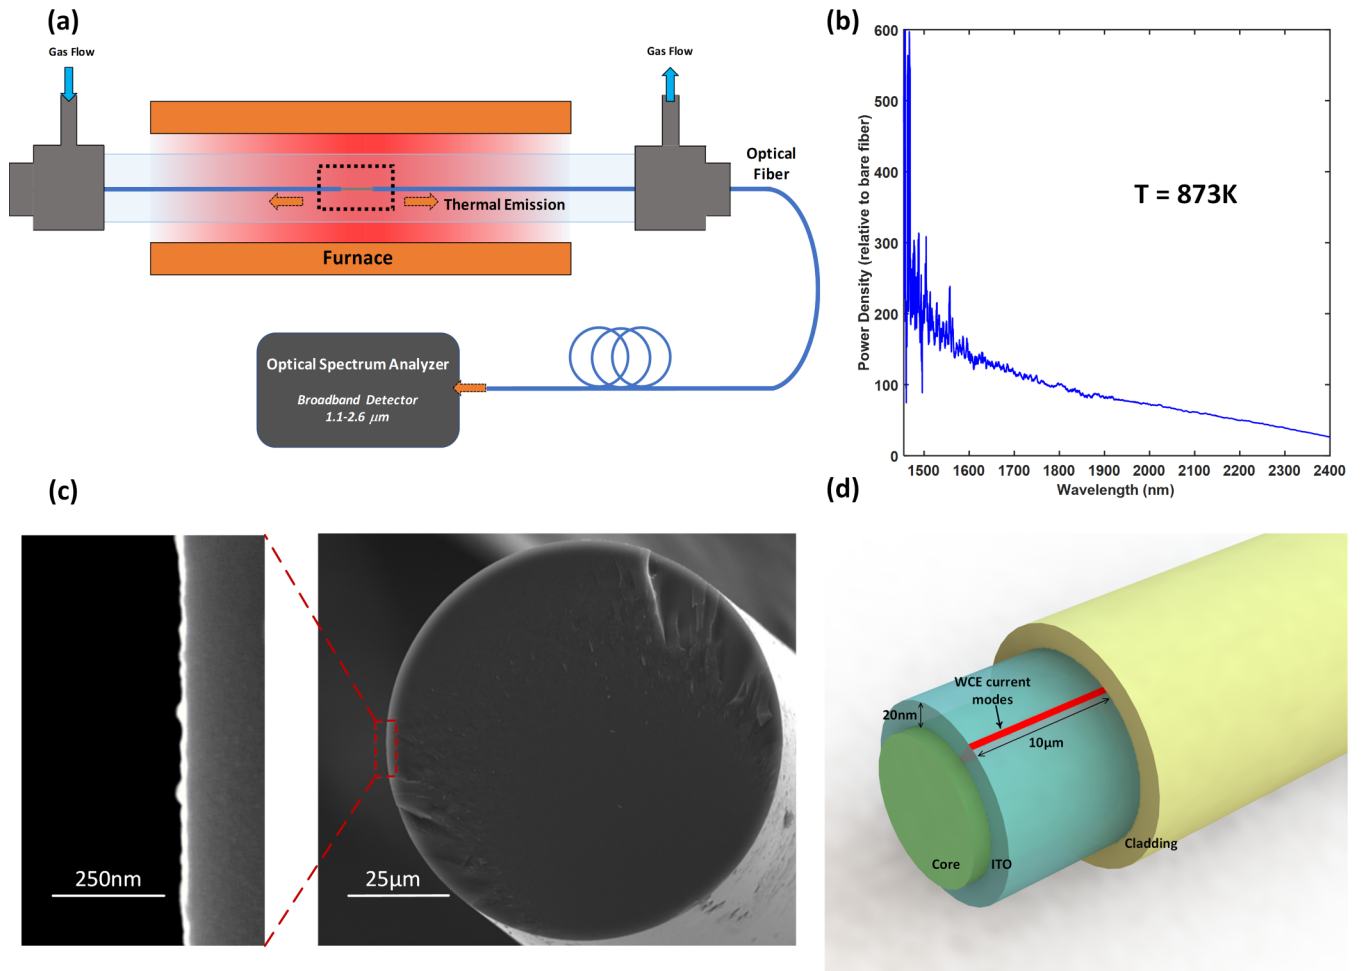 (a)
Gas Flow
Gas Flow
Optical
Fiber
Thermal Emission
Furnace
Optical Spectrum Analyzer
Broadband Detector
1.1-2.6 μm
(b)
Power Density (relative to bare fiber)
600
500
400
300
200
100
0
T = 873K
1500 1600 1700 1800 1900 2000 2100 2200 2300 2400
Wavelength (nm)
(c)
250nm
25μm
(d)
WCE current
modes
20nm
10μm
Core
ITO
Cladding